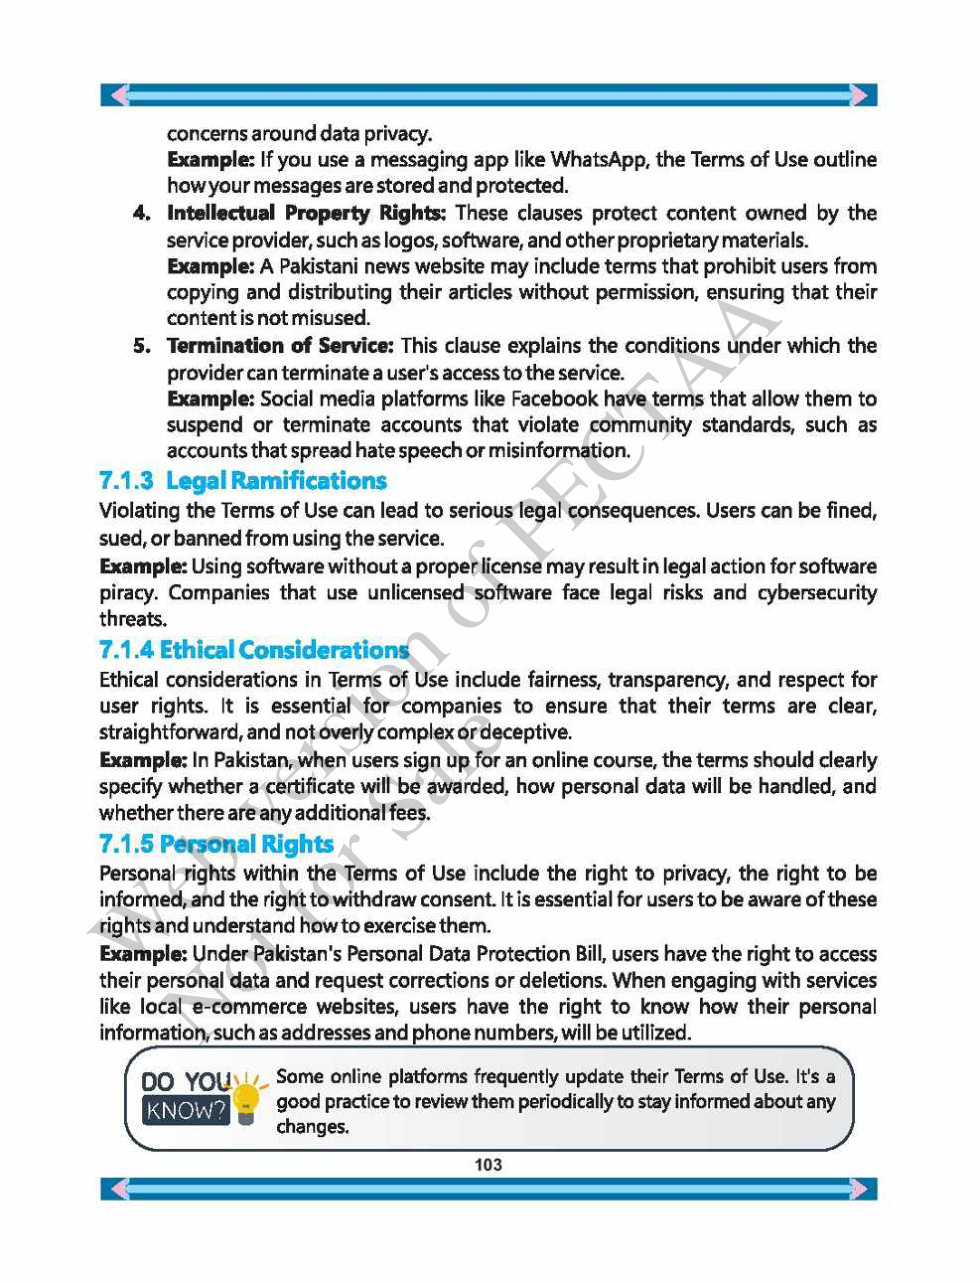 concerns around data privacy.
Example: If you use a messaging app like WhatsApp, the Terms of Use outline
how your messages are stored and protected.
4. Intellectual Property Rights: These clauses protect content owned by the
service provider, such as logos, software, and other proprietary materials.
Example: A Pakistani news website may include terms that prohibit users from
copying and distributing their articles without permission, ensuring that their
content is not misused.
5. Termination of Service: This clause explains the conditions under which the
provider can terminate a user's access to the service.
Example: Social media platforms like Facebook have terms that allow them to
suspend or terminate accounts that violate community standards, such as
accounts that spread hate speech or misinformation.
7.1.3 Legal Ramifications
Violating the Terms of Use can lead to serious legal consequences. Users can be fined,
sued, or banned from using the service.
Example: Using software without a proper license may result in legal action for software
piracy. Companies that use unlicensed software face legal risks and cybersecurity
threats.
7.1.4 Ethical Considerations
Ethical considerations in Terms of Use include fairness, transparency, and respect for
user rights. It is essential for companies to ensure that their terms are clear,
straightforward, and not overly complex or deceptive.
Example: In Pakistan, when users sign up for an online course, the terms should clearly
specify whether a certificate will be awarded, how personal data will be handled, and
whether there are any additional fees.
7.1.5 Personal Rights
Personal rights within the Terms of Use include the right to privacy, the right to be
informed, and the right to withdraw consent. It is essential for users to be aware of these
rights and understand how to exercise them.
Example: Under Pakistan's Personal Data Protection Bill, users have the right to access
their personal data and request corrections or deletions. When engaging with services
like local e-commerce websites, users have the right to know how their personal
information, such as addresses and phone numbers, will be utilized.
DO YOU
KNOW?
Some online platforms frequently update their Terms of Use. It's a
good practice to review them periodically to stay informed about any
changes.
103
Web version of PECTAA
Not for Sale